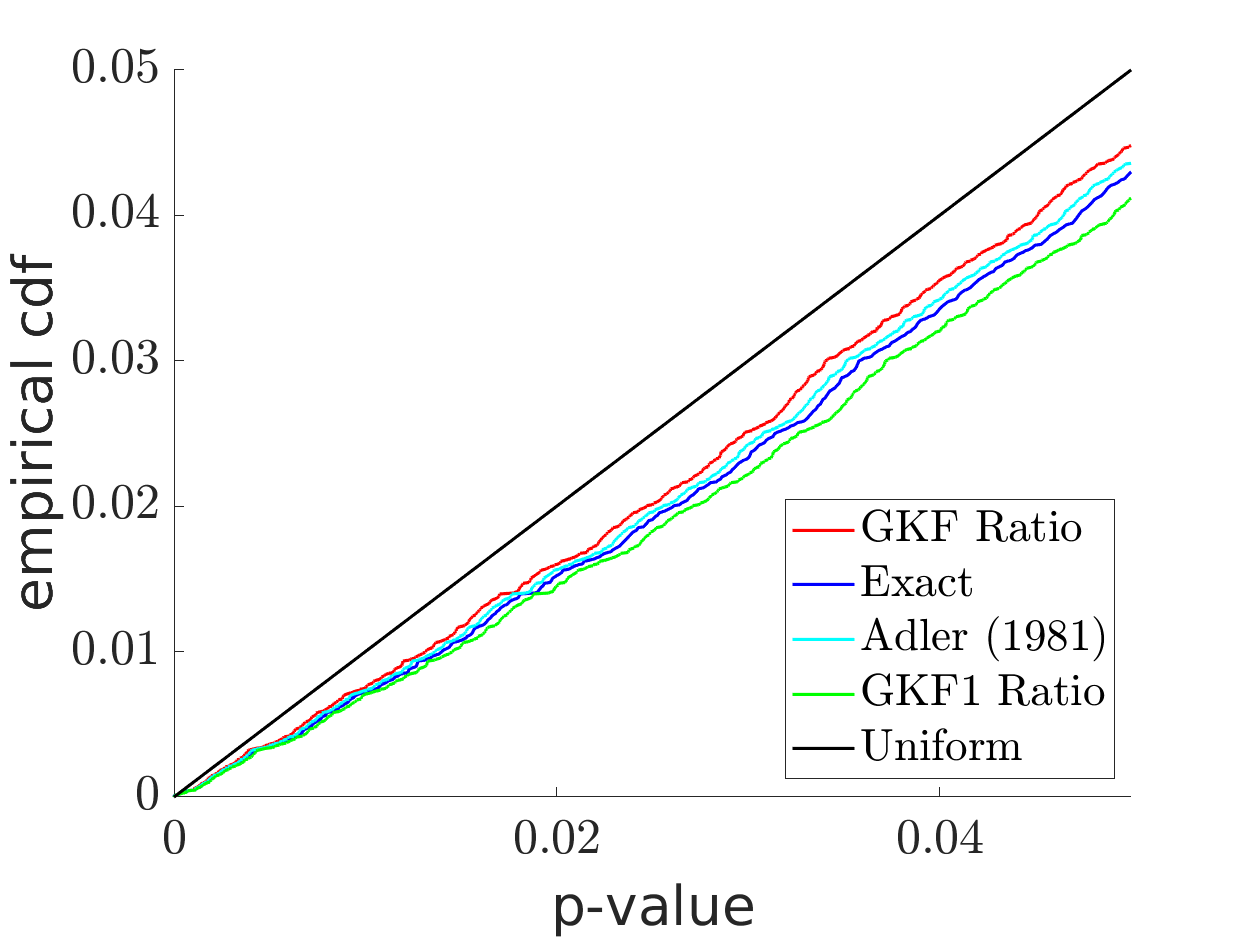 0.05
0.04
0.03
0.02
0.01
0
empirical cdf
GKF Ratio
Exact
Adler (1981)
GKF1 Ratio
Uniform
0 0.02 0.04
p-value